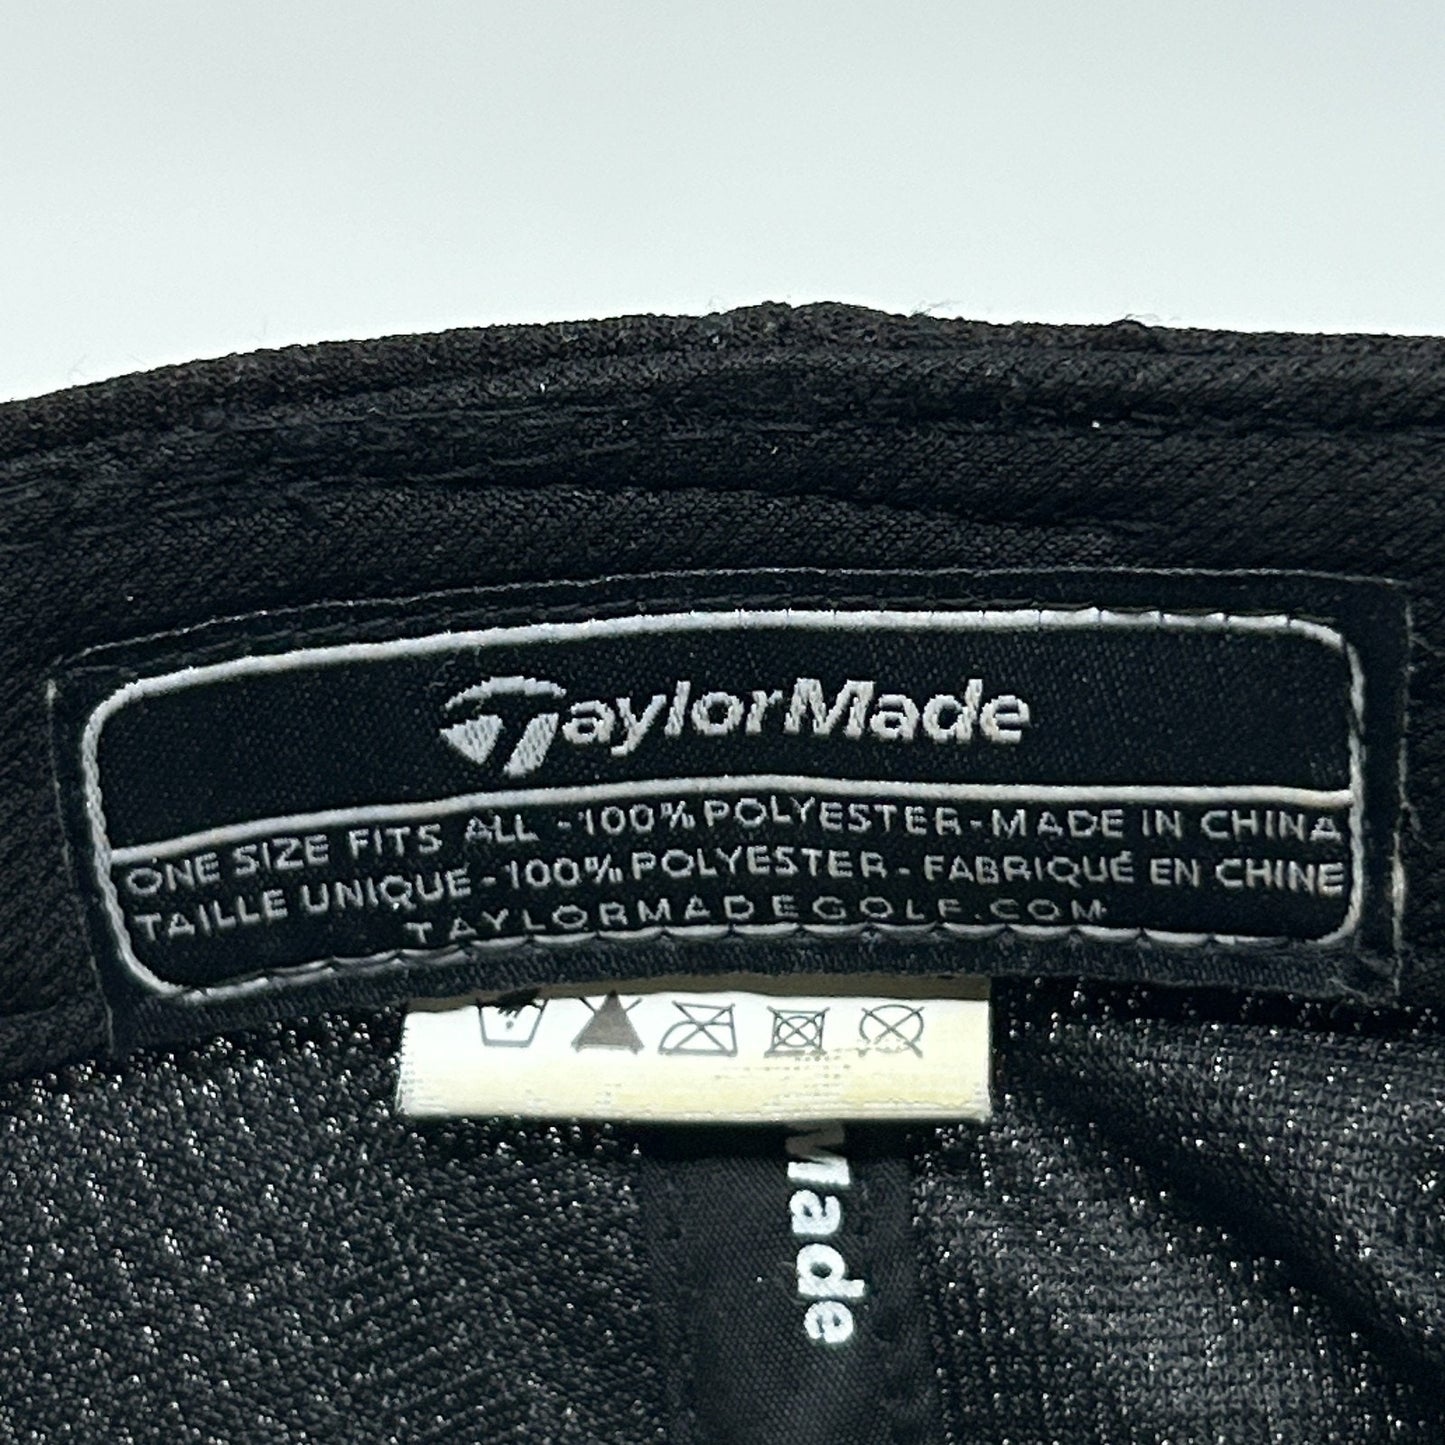 TaylorMade
ONE SIZE FITS ALL - 100% POLYESTER - MADE IN CHINA
TAILLE UNIQUE - 100% POLYESTER - FABRIQUÉ EN CHINE
TAYLORMADEGOLF.COM
Made